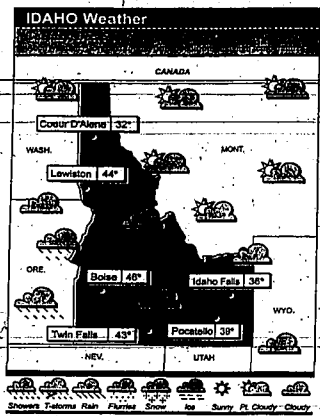 IDAHO Weather
CANADA
Coeur D'Alene 32°
WASH.
MONT.
Lewiston 44°
ORE.
Boise 46°
Idaho Falls 36°
WYO.
Twin Falls 43°
Pocatello 39°
NEV.
UTAH
Showers T-storms Rain Flurries Snow Ice Sunny Pt. Cloudy Cloudy